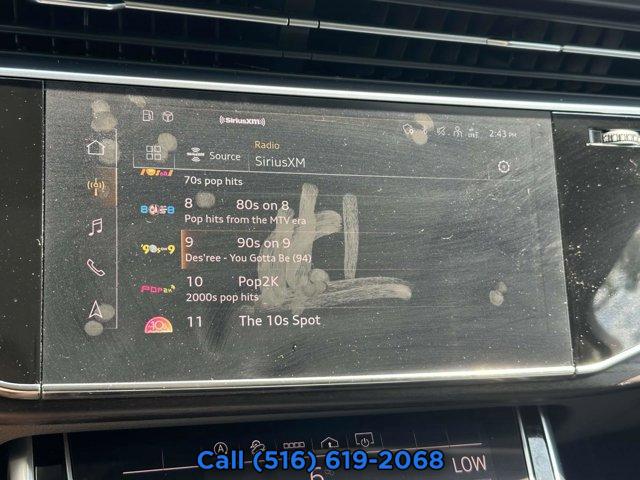 ((SiriusXM))
2:43 PM
Radio
Source SiriusXM
70s pop hits
8 80s on 8
Pop hits from the MTV era
9 90s on 9
Des'ree - You Gotta Be (94)
10 Pop2K
2000s pop hits
11 The 10s Spot
A
6
LOW
Call (516) 619-2068